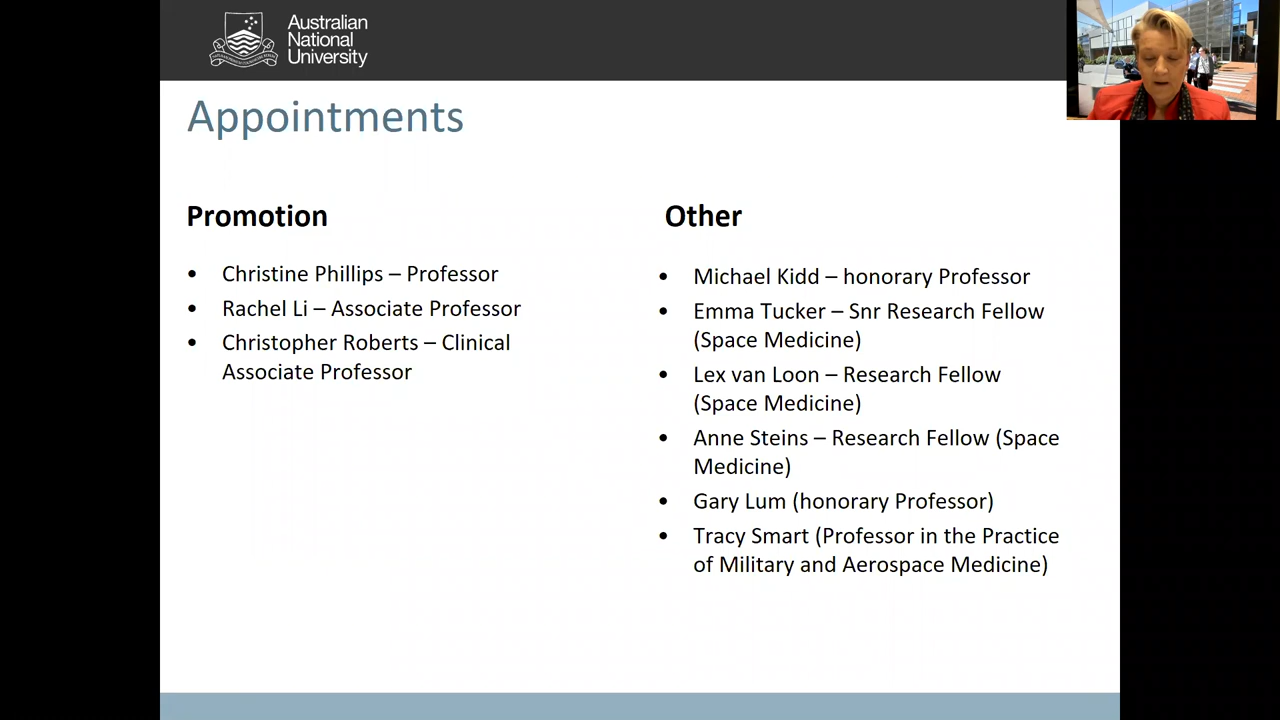 Australian
National
University
Appointments
Promotion
• Christine Phillips – Professor
• Rachel Li – Associate Professor
• Christopher Roberts – Clinical
Associate Professor
Other
• Michael Kidd – honorary Professor
• Emma Tucker – Snr Research Fellow
(Space Medicine)
• Lex van Loon – Research Fellow
(Space Medicine)
• Anne Steins – Research Fellow (Space
Medicine)
• Gary Lum (honorary Professor)
• Tracy Smart (Professor in the Practice
of Military and Aerospace Medicine)